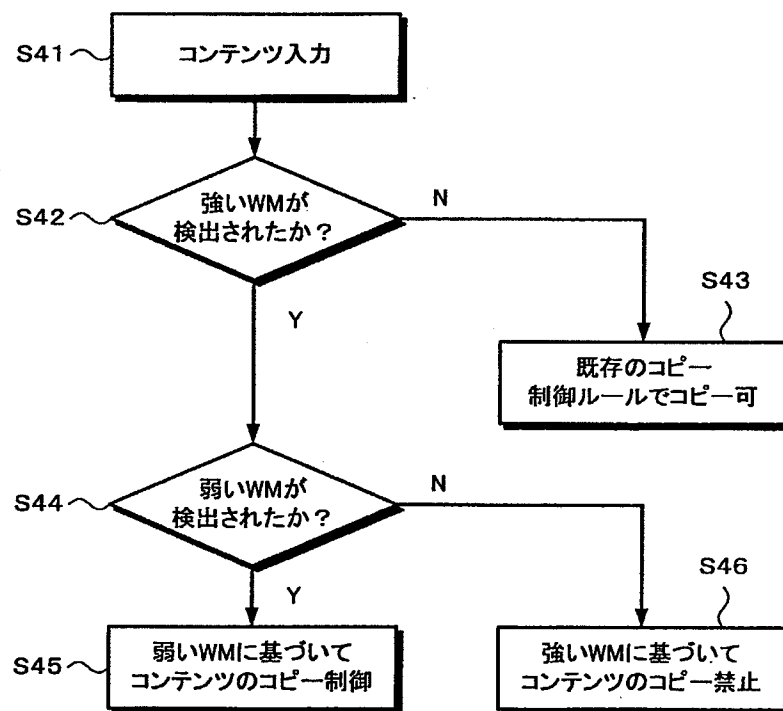 S41
コンテンツ入力
S42
強いWMが
検出されたか？
N
Y
S43
既存のコピー
制御ルールでコピー可
S44
弱いWMが
検出されたか？
N
Y
S45
弱いWMに基づいて
コンテンツのコピー制御
S46
強いWMに基づいて
コンテンツのコピー禁止